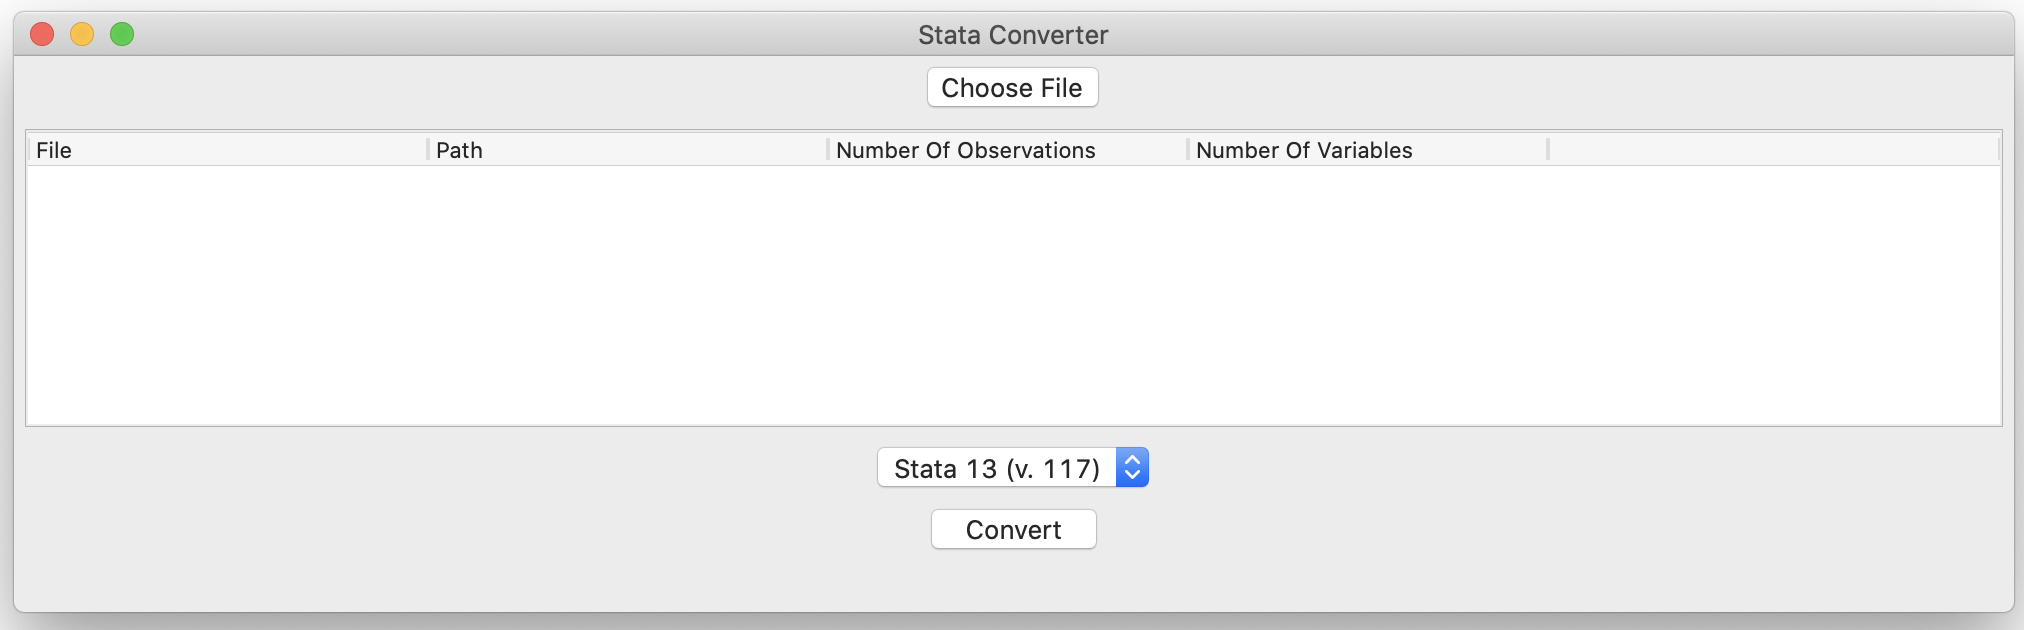 Stata Converter
Choose File
File Path Number Of Observations Number Of Variables
Stata 13 (v. 117)
Convert